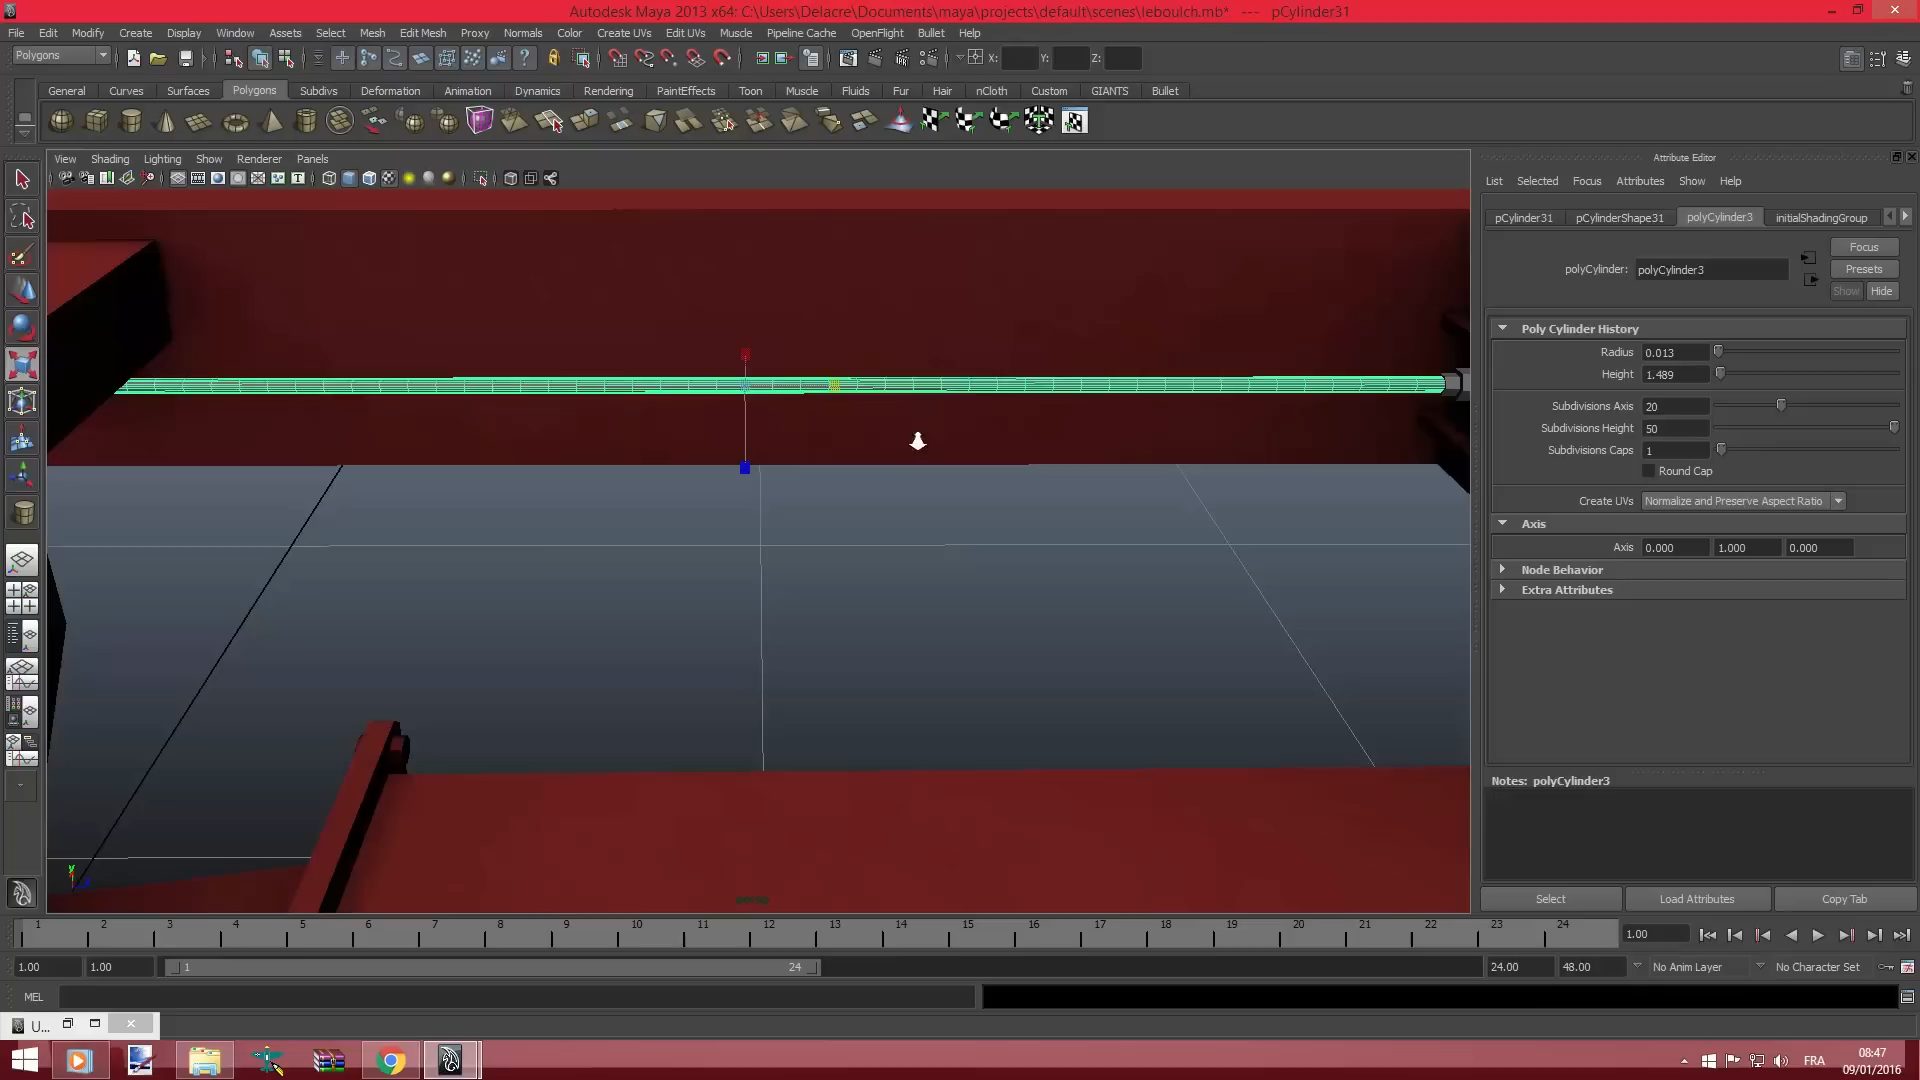 Autodesk Maya 2013 x64: C:\Users\Delacre\Documents\maya\projects\default\scenes\leboulch.mb* --- pCylinder31
File Edit Modify Create Display Window Assets Select Mesh Edit Mesh Proxy Normals Color Create UVs Edit UVs Muscle Pipeline Cache OpenFlight Bullet Help
Polygons X: Y: Z:
General Curves Surfaces Polygons Subdivs Deformation Animation Dynamics Rendering PaintEffects Toon Muscle Fluids Fur Hair nCloth Custom GIANTS Bullet
View Shading Lighting Show Renderer Panels
Attribute Editor
List Selected Focus Attributes Show Help
pCylinder31 pCylinderShape31 polyCylinder3 initialShadingGroup
Focus
polyCylinder: polyCylinder3
Presets
Show Hide
Poly Cylinder History
Radius 0.013
Height 1.489
Subdivisions Axis 20
Subdivisions Height 50
Subdivisions Caps 1
Round Cap
Create UVs Normalize and Preserve Aspect Ratio
Axis
Axis 0.000 1.000 0.000
Node Behavior
Extra Attributes
Notes: polyCylinder3
Select Load Attributes Copy Tab
y
persp
1 2 3 4 5 6 7 8 9 10 11 12 13 14 15 16 17 18 19 20 21 22 23 24 1.00
1.00 1.00 1 24 24.00 48.00 No Anim Layer No Character Set
MEL
U...
FRA
08:47
09/01/2016